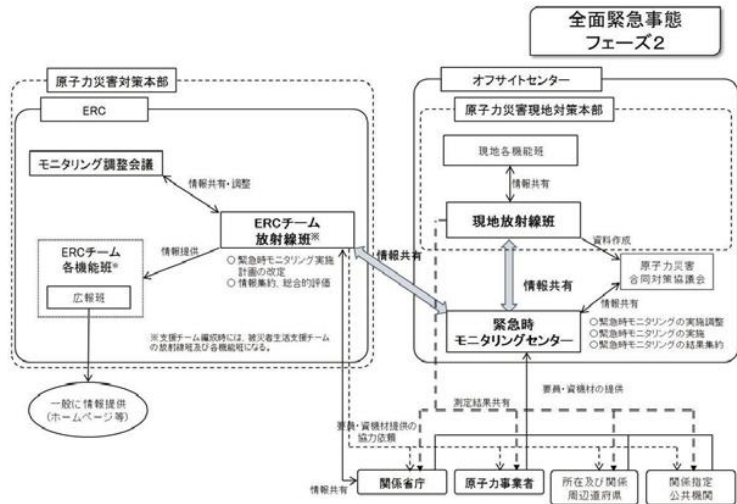 全面緊急事態
フェーズ2
原子力災害対策本部
ERC
モニタリング調整会議
情報共有・調整
ERCチーム
放射線班※
○緊急時モニタリング実施
計画の改定
○情報集約、総合的評価
情報提供
ERCチーム
各機能班※
広報班
※支援チーム編成時には、被災者生活支援チーム
の放射線班及び各機能班になる。
一般に情報提供
(ホームページ等)
情報共有
オフサイトセンター
原子力災害現地対策本部
現地各機能班
情報共有
現地放射線班
資料作成
原子力災害
合同対策協議会
情報共有
情報共有
緊急時
モニタリングセンター
○緊急時モニタリングの実施調整
○緊急時モニタリングの実施
○緊急時モニタリングの結果集約
要員・資機材の提供
測定結果共有
要員・資機材提供の
協力依頼
情報共有
関係省庁
原子力事業者
所在及び関係
周辺道府県
関係指定
公共機関